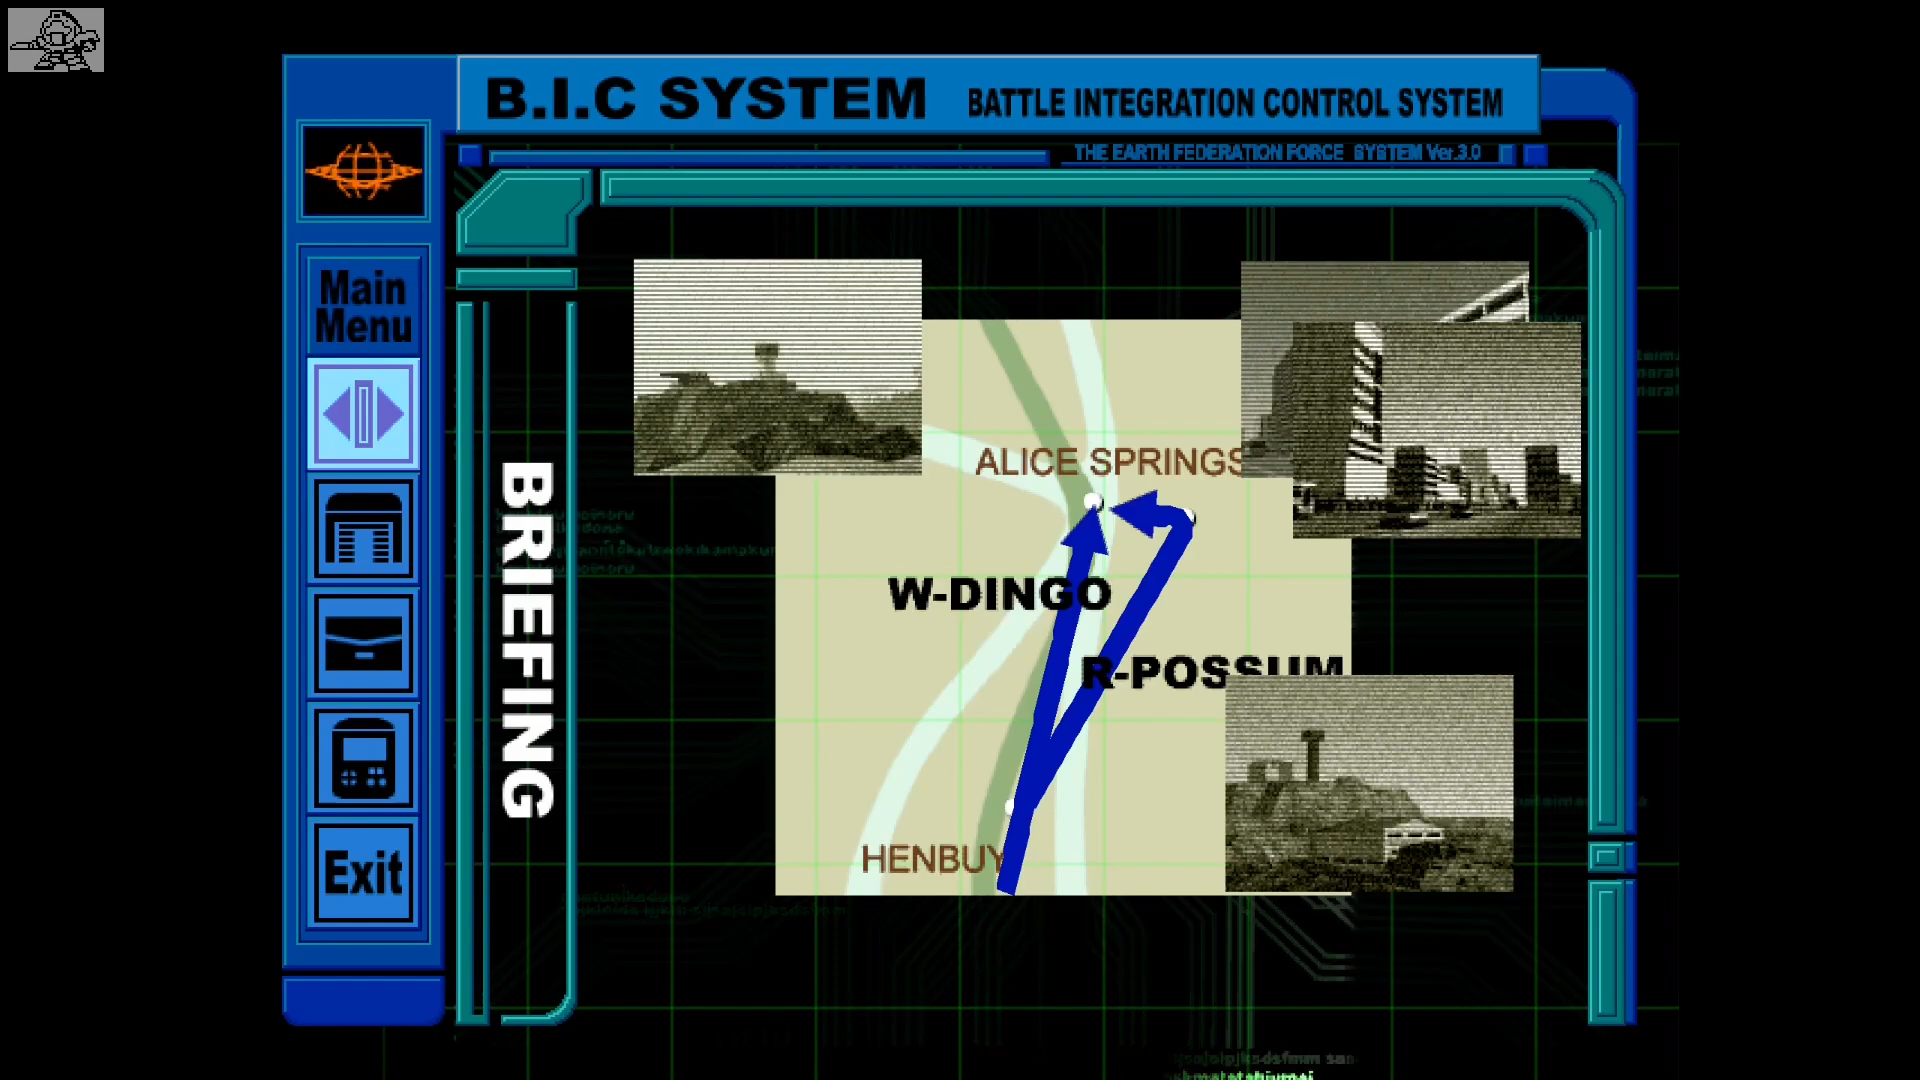 B.I.C SYSTEM BATTLE INTEGRATION CONTROL SYSTEM
THE EARTH FEDERATION FORCE SYSTEM Ver.3.0
Main
Menu
BRIEFING
ALICE SPRINGS
W-DINGO
R-POSSUM
HENBUY
Exit